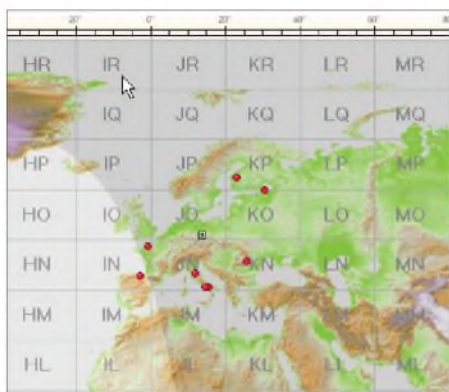 20° 0° 20° 40° 60° 80
HR IR JR KR LR MR
IQ JQ KQ LQ MQ
HP IP JP KP LP MP
HO IO JO KO LO MO
HN IN JN KN LN MN
HM IM JM KM LM MM
HL IL JL KL LL ML